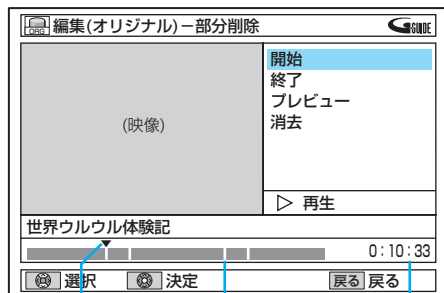 ORG 編集(オリジナル)－部分削除 GGUIDE
(映像)
開始
終了
プレビュー
消去
▷ 再生
世界ウルウル体験記
0:10:33
選択 決定 戻る 戻る